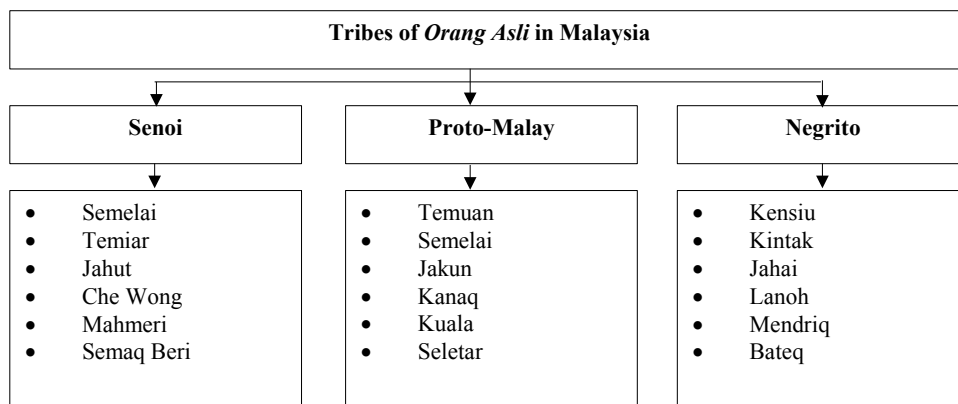 Tribes of Orang Asli in Malaysia
Senoi
Proto-Malay
Negrito
• Semelai
• Temiar
• Jahut
• Che Wong
• Mahmeri
• Semaq Beri
• Temuan
• Semelai
• Jakun
• Kanaq
• Kuala
• Seletar
• Kensiu
• Kintak
• Jahai
• Lanoh
• Mendriq
• Bateq